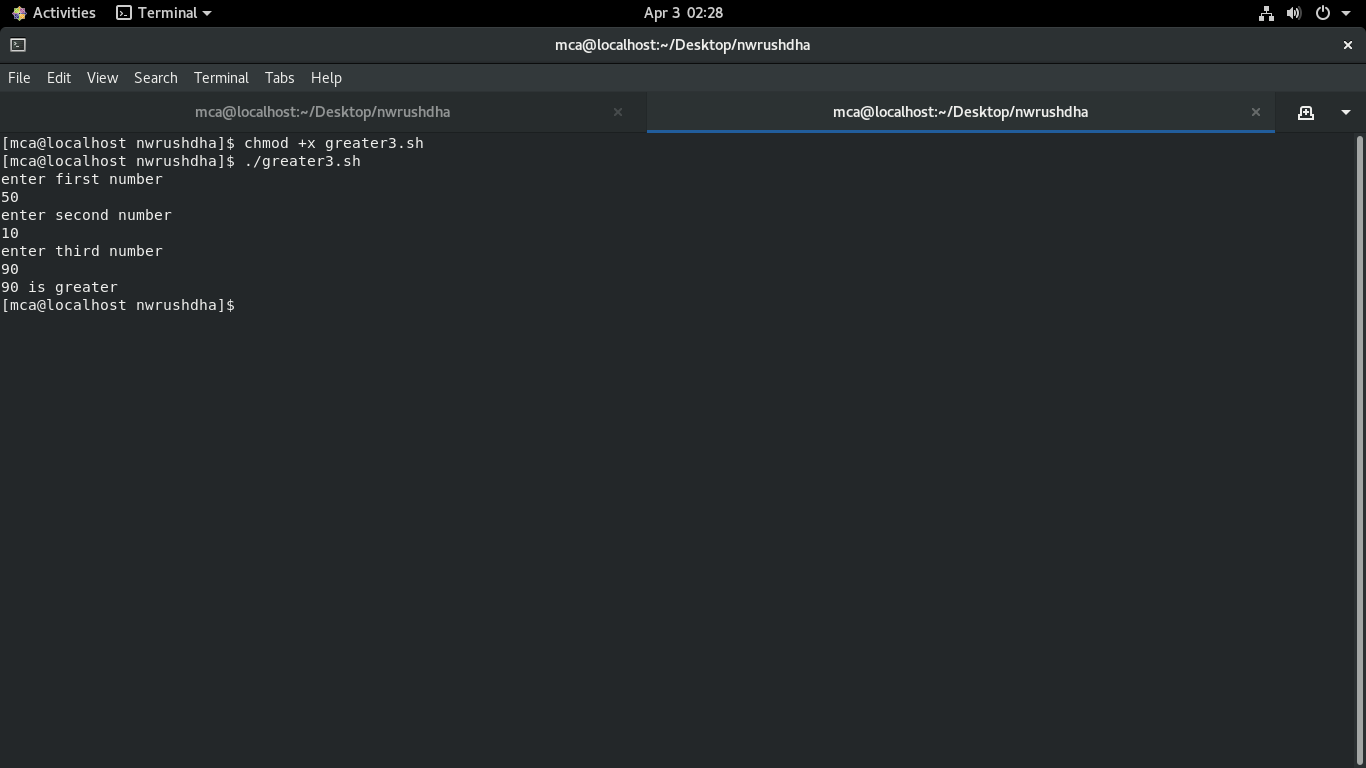 Activities Terminal Apr 3 02:28
mca@localhost:~/Desktop/nwrushdha
File Edit View Search Terminal Tabs Help
mca@localhost:~/Desktop/nwrushdha mca@localhost:~/Desktop/nwrushdha
[mca@localhost nwrushdha]$ chmod +x greater3.sh
[mca@localhost nwrushdha]$ ./greater3.sh
enter first number
50
enter second number
10
enter third number
90
90 is greater
[mca@localhost nwrushdha]$